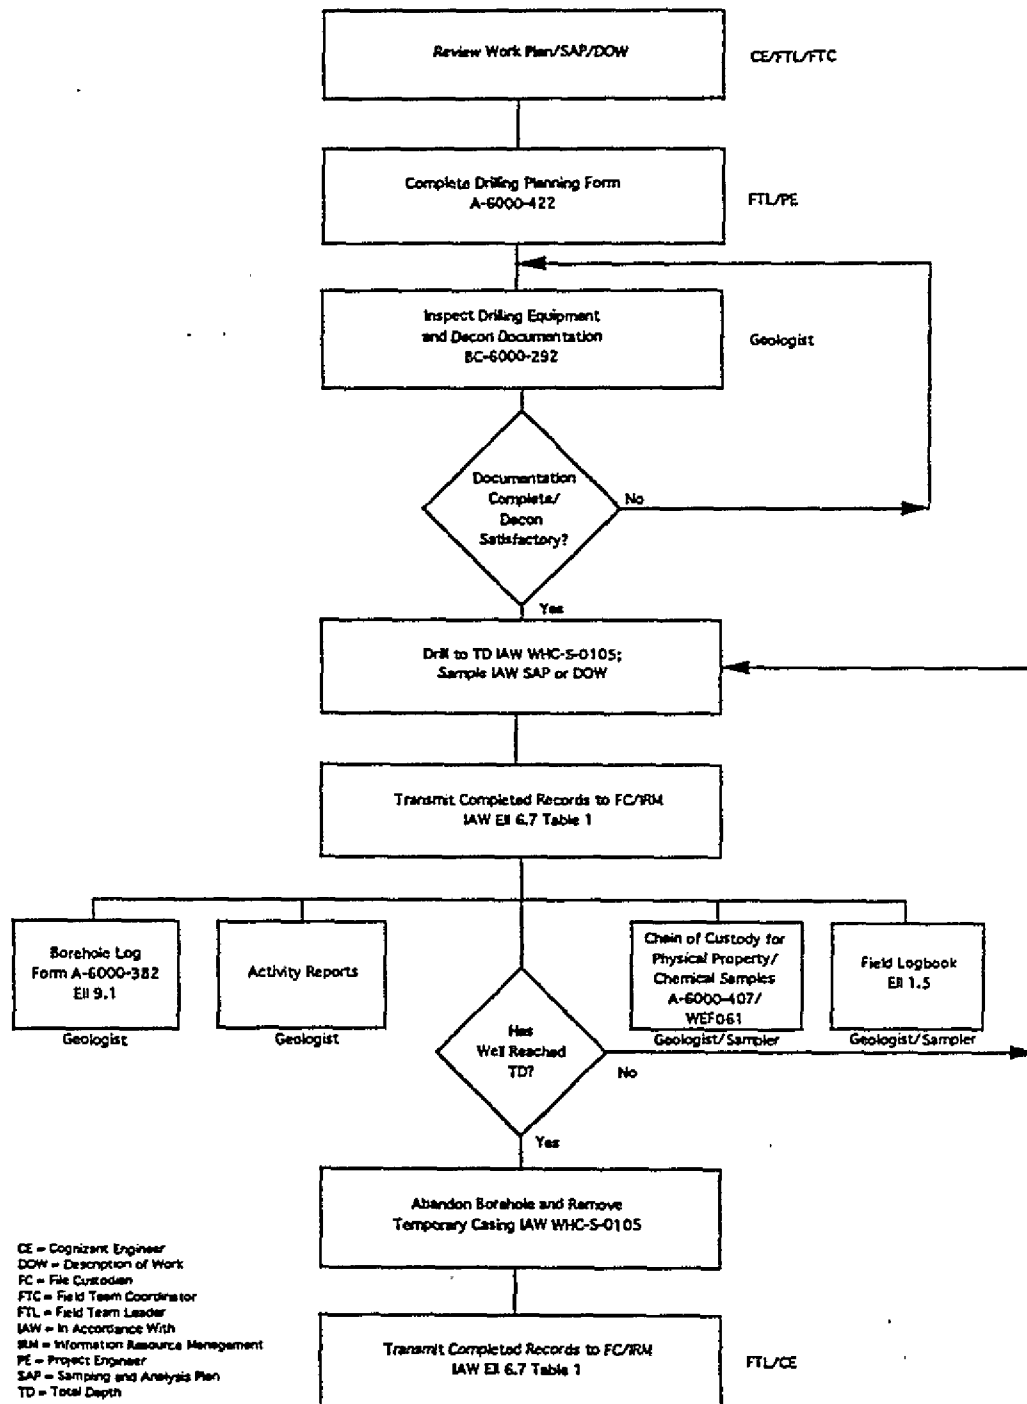 Review Work Plan/SAP/DOW
CE/FTL/FTC
Complete Drilling Planning Form
A-6000-422
FTL/PE
Inspect Drilling Equipment
and Decon Documentation
BC-6000-292
Geologist
Documentation
Complete/
Decon
Satisfactory?
No
Yes
Drill to TD IAW WHC-S-0105;
Sample IAW SAP or DOW
Transmit Completed Records to FC/IRM
IAW EII 6.7 Table 1
Borehole Log
Form A-6000-382
EII 9.1
Geologist
Activity Reports
Geologist
Chain of Custody for
Physical Property/
Chemical Samples
A-6000-407/
WEF061
Geologist/Sampler
Field Logbook
EII 1.5
Geologist/Sampler
Has
Well Reached
TD?
No
Yes
Abandon Borehole and Remove
Temporary Casing IAW WHC-S-0105
Transmit Completed Records to FC/IRM
IAW EII 6.7 Table 1
FTL/CE
CE = Cognizant Engineer
DOW = Description of Work
FC = File Custodian
FTC = Field Team Coordinator
FTL = Field Team Leader
IAW = In Accordance With
IRM = Information Resource Management
PE = Project Engineer
SAP = Sampling and Analysis Plan
TD = Total Depth